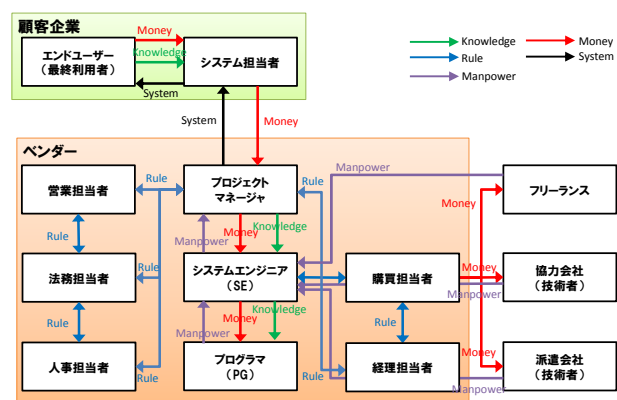 顧客企業
エンドユーザー
(最終利用者)
Money
Knowledge
System
システム担当者
Knowledge
Rule
Manpower
Money
System
System
Money
ベンダー
営業担当者
Rule
プロジェクト
マネージャ
Rule
Manpower
フリーランス
Money
Rule
Manpower
Money
Knowledge
法務担当者
Rule
システムエンジニア
(SE)
購買担当者
Money
Manpower
協力会社
(技術者)
Rule
Manpower
Money
Knowledge
Rule
人事担当者
Rule
プログラマ
(PG)
Rule
経理担当者
Money
Manpower
派遣会社
(技術者)